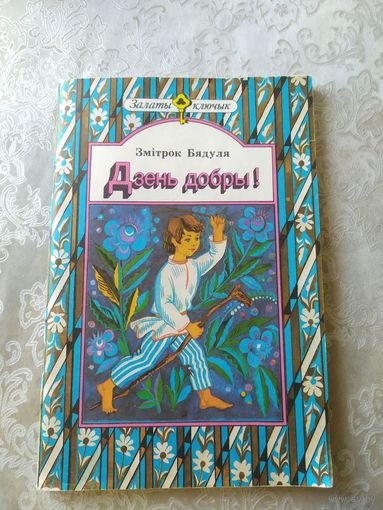 Залаты ключык
Змітрок Бядуля
Дзень добры!